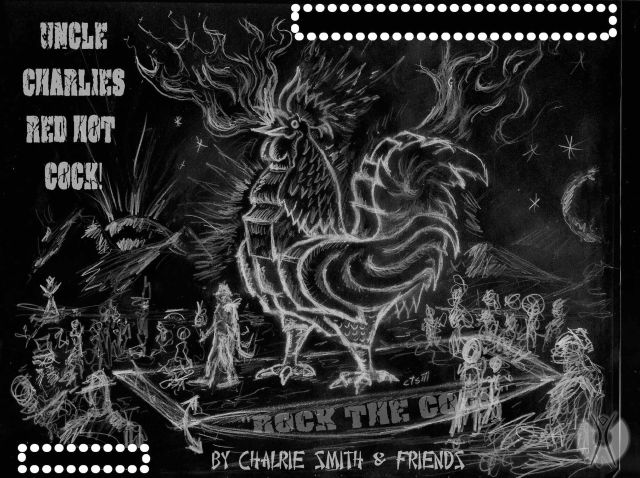 UNCLE
CHARLIES
RED HOT
COCK!
"ROCK THE
BY CHALRIE SMITH & FRIENDS